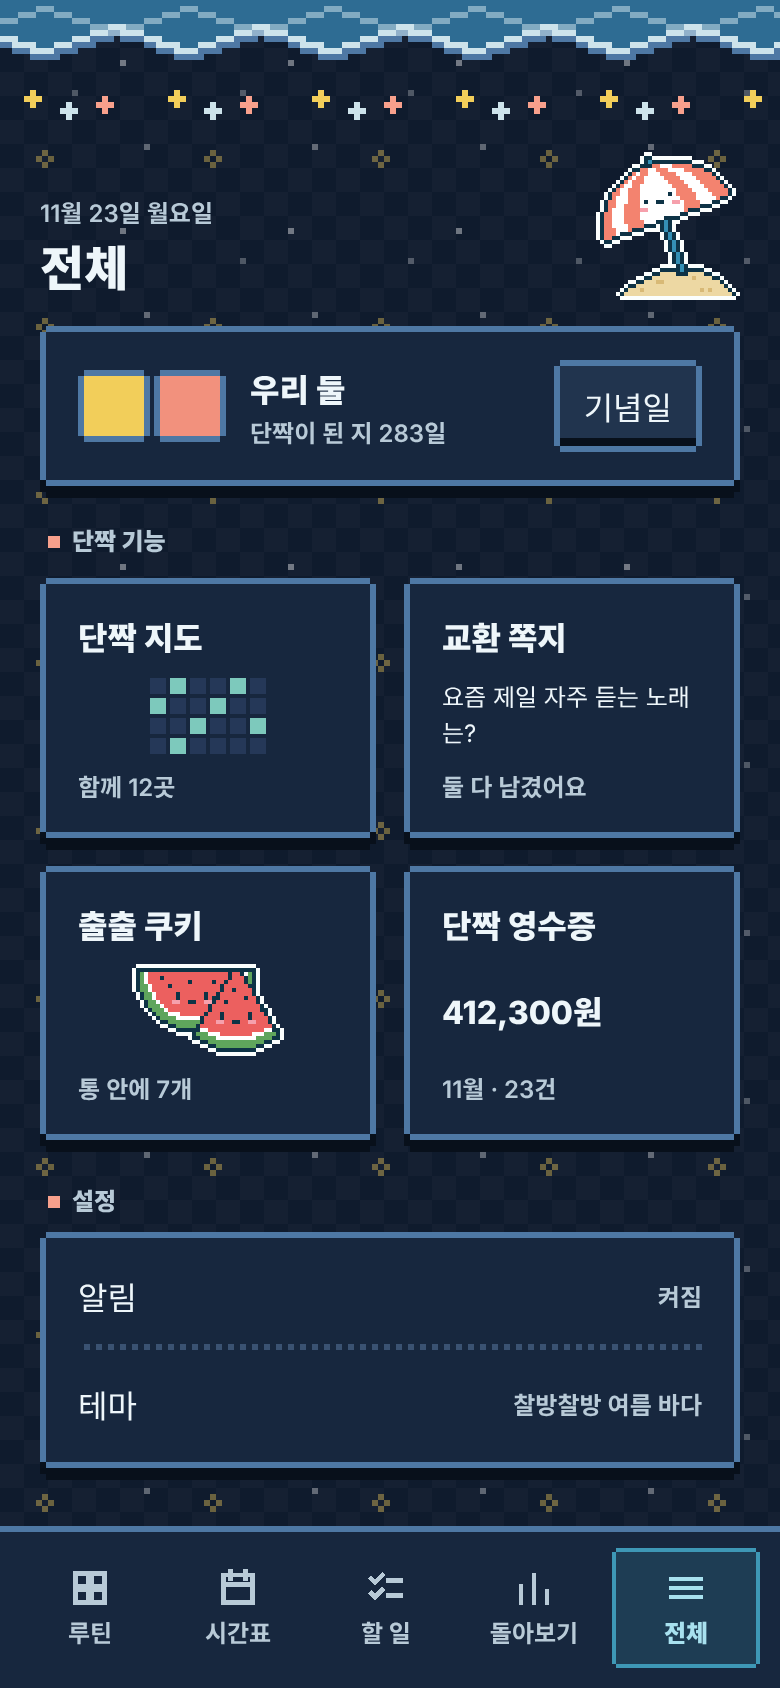 11월 23일 월요일
전체
우리 둘
단짝이 된 지 283일
기념일
단짝 기능
단짝 지도
함께 12곳
교환 쪽지
요즘 제일 자주 듣는 노래
는?
둘 다 남겼어요
출출 쿠키
통 안에 7개
단짝 영수증
412,300원
11월 · 23건
설정
알림
켜짐
테마
찰방찰방 여름 바다
루틴
시간표
할 일
돌아보기
전체